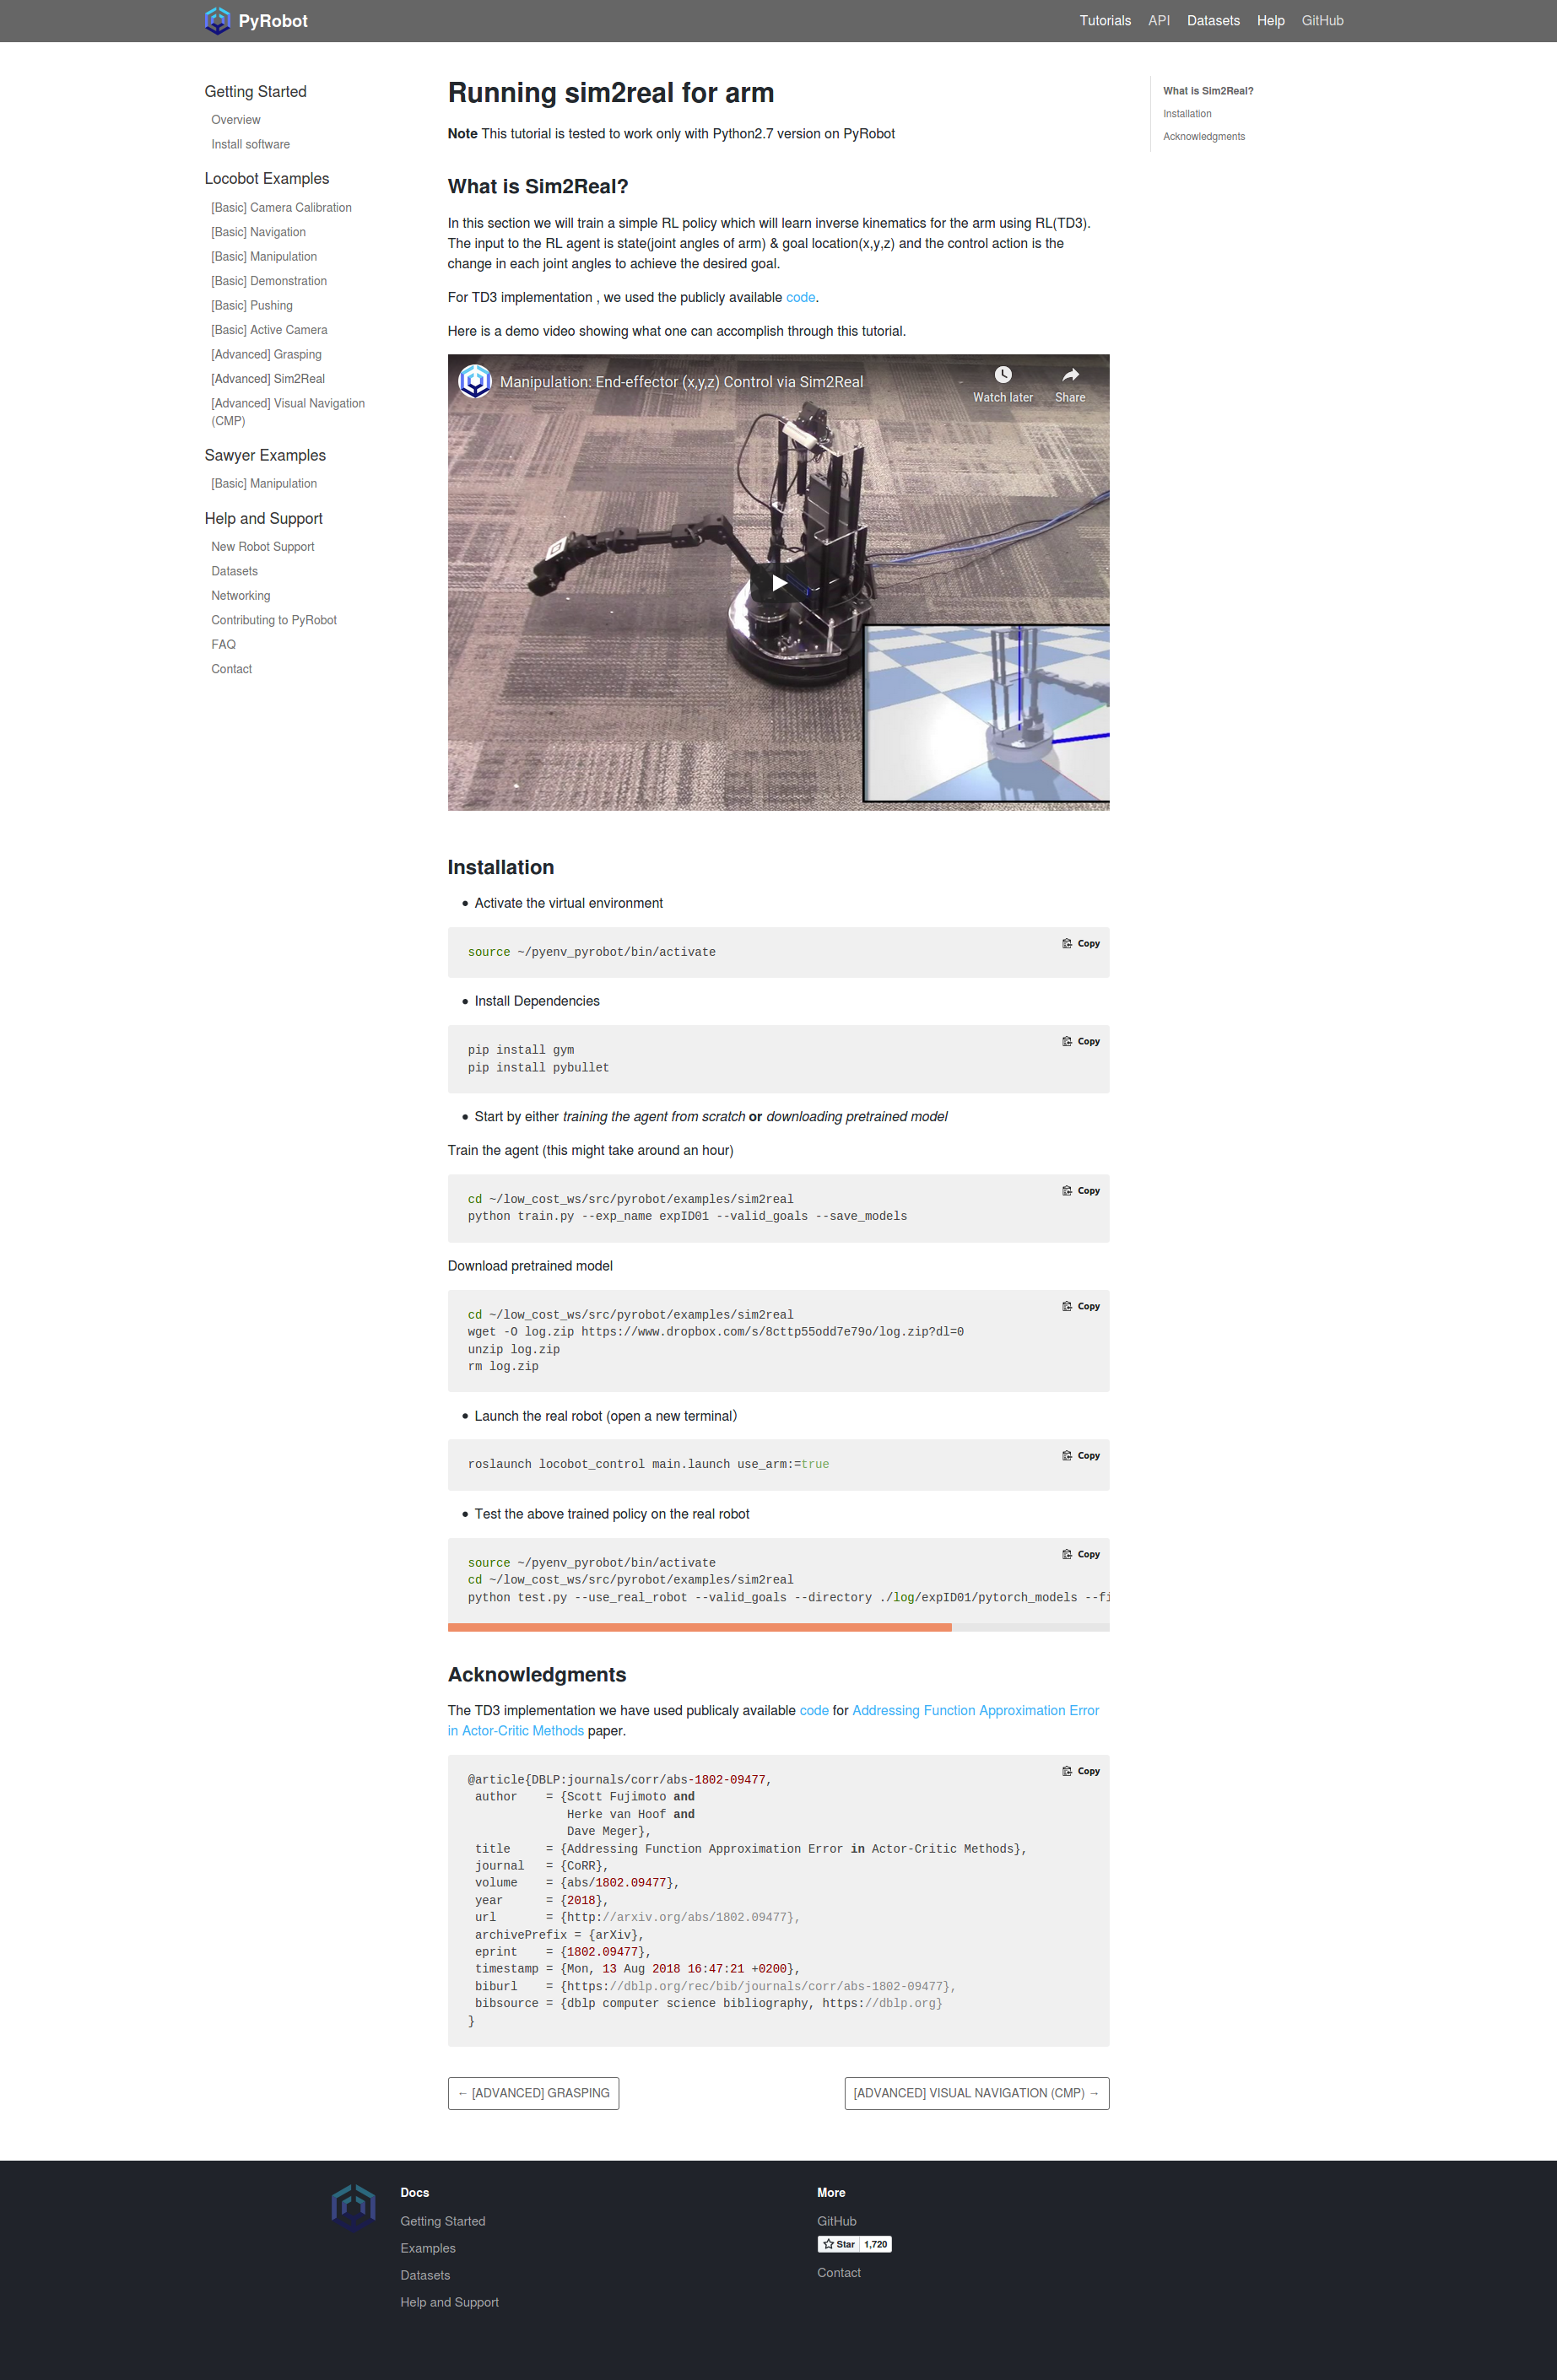 PyRobot
Tutorials API Datasets Help GitHub
Getting Started
Overview
Install software
Locobot Examples
[Basic] Camera Calibration
[Basic] Navigation
[Basic] Manipulation
[Basic] Demonstration
[Basic] Pushing
[Basic] Active Camera
[Advanced] Grasping
[Advanced] Sim2Real
[Advanced] Visual Navigation
(CMP)
Sawyer Examples
[Basic] Manipulation
Help and Support
New Robot Support
Datasets
Networking
Contributing to PyRobot
FAQ
Contact
Running sim2real for arm
Note This tutorial is tested to work only with Python2.7 version on PyRobot
What is Sim2Real?
In this section we will train a simple RL policy which will learn inverse kinematics for the arm using RL(TD3).
The input to the RL agent is state(joint angles of arm) & goal location(x,y,z) and the control action is the
change in each joint angles to achieve the desired goal.
For TD3 implementation , we used the publicly available code.
Here is a demo video showing what one can accomplish through this tutorial.
Manipulation: End-effector (x,y,z) Control via Sim2Real
Watch later
Share
Installation
Activate the virtual environment
Copy
source ~/pyenv_pyrobot/bin/activate
Install Dependencies
Copy
pip install gym
pip install pybullet
Start by either training the agent from scratch or downloading pretrained model
Train the agent (this might take around an hour)
Copy
cd ~/low_cost_ws/src/pyrobot/examples/sim2real
python train.py --exp_name expID01 --valid_goals --save_models
Download pretrained model
Copy
cd ~/low_cost_ws/src/pyrobot/examples/sim2real
wget -O log.zip https://www.dropbox.com/s/8cttp55odd7e79o/log.zip?dl=0
unzip log.zip
rm log.zip
Launch the real robot (open a new terminal）
Copy
roslaunch locobot_control main.launch use_arm:=true
Test the above trained policy on the real robot
Copy
source ~/pyenv_pyrobot/bin/activate
cd ~/low_cost_ws/src/pyrobot/examples/sim2real
python test.py --use_real_robot --valid_goals --directory ./log/expID01/pytorch_models --fi
Acknowledgments
The TD3 implementation we have used publicaly available code for Addressing Function Approximation Error
in Actor-Critic Methods paper.
Copy
@article{DBLP:journals/corr/abs-1802-09477,
author = {Scott Fujimoto and
Herke van Hoof and
Dave Meger},
title = {Addressing Function Approximation Error in Actor-Critic Methods},
journal = {CoRR},
volume = {abs/1802.09477},
year = {2018},
url = {http://arxiv.org/abs/1802.09477},
archivePrefix = {arXiv},
eprint = {1802.09477},
timestamp = {Mon, 13 Aug 2018 16:47:21 +0200},
biburl = {https://dblp.org/rec/bib/journals/corr/abs-1802-09477},
bibsource = {dblp computer science bibliography, https://dblp.org}
}
← [ADVANCED] GRASPING
[ADVANCED] VISUAL NAVIGATION (CMP) →
What is Sim2Real?
Installation
Acknowledgments
Docs
Getting Started
Examples
Datasets
Help and Support
More
GitHub
Star 1,720
Contact